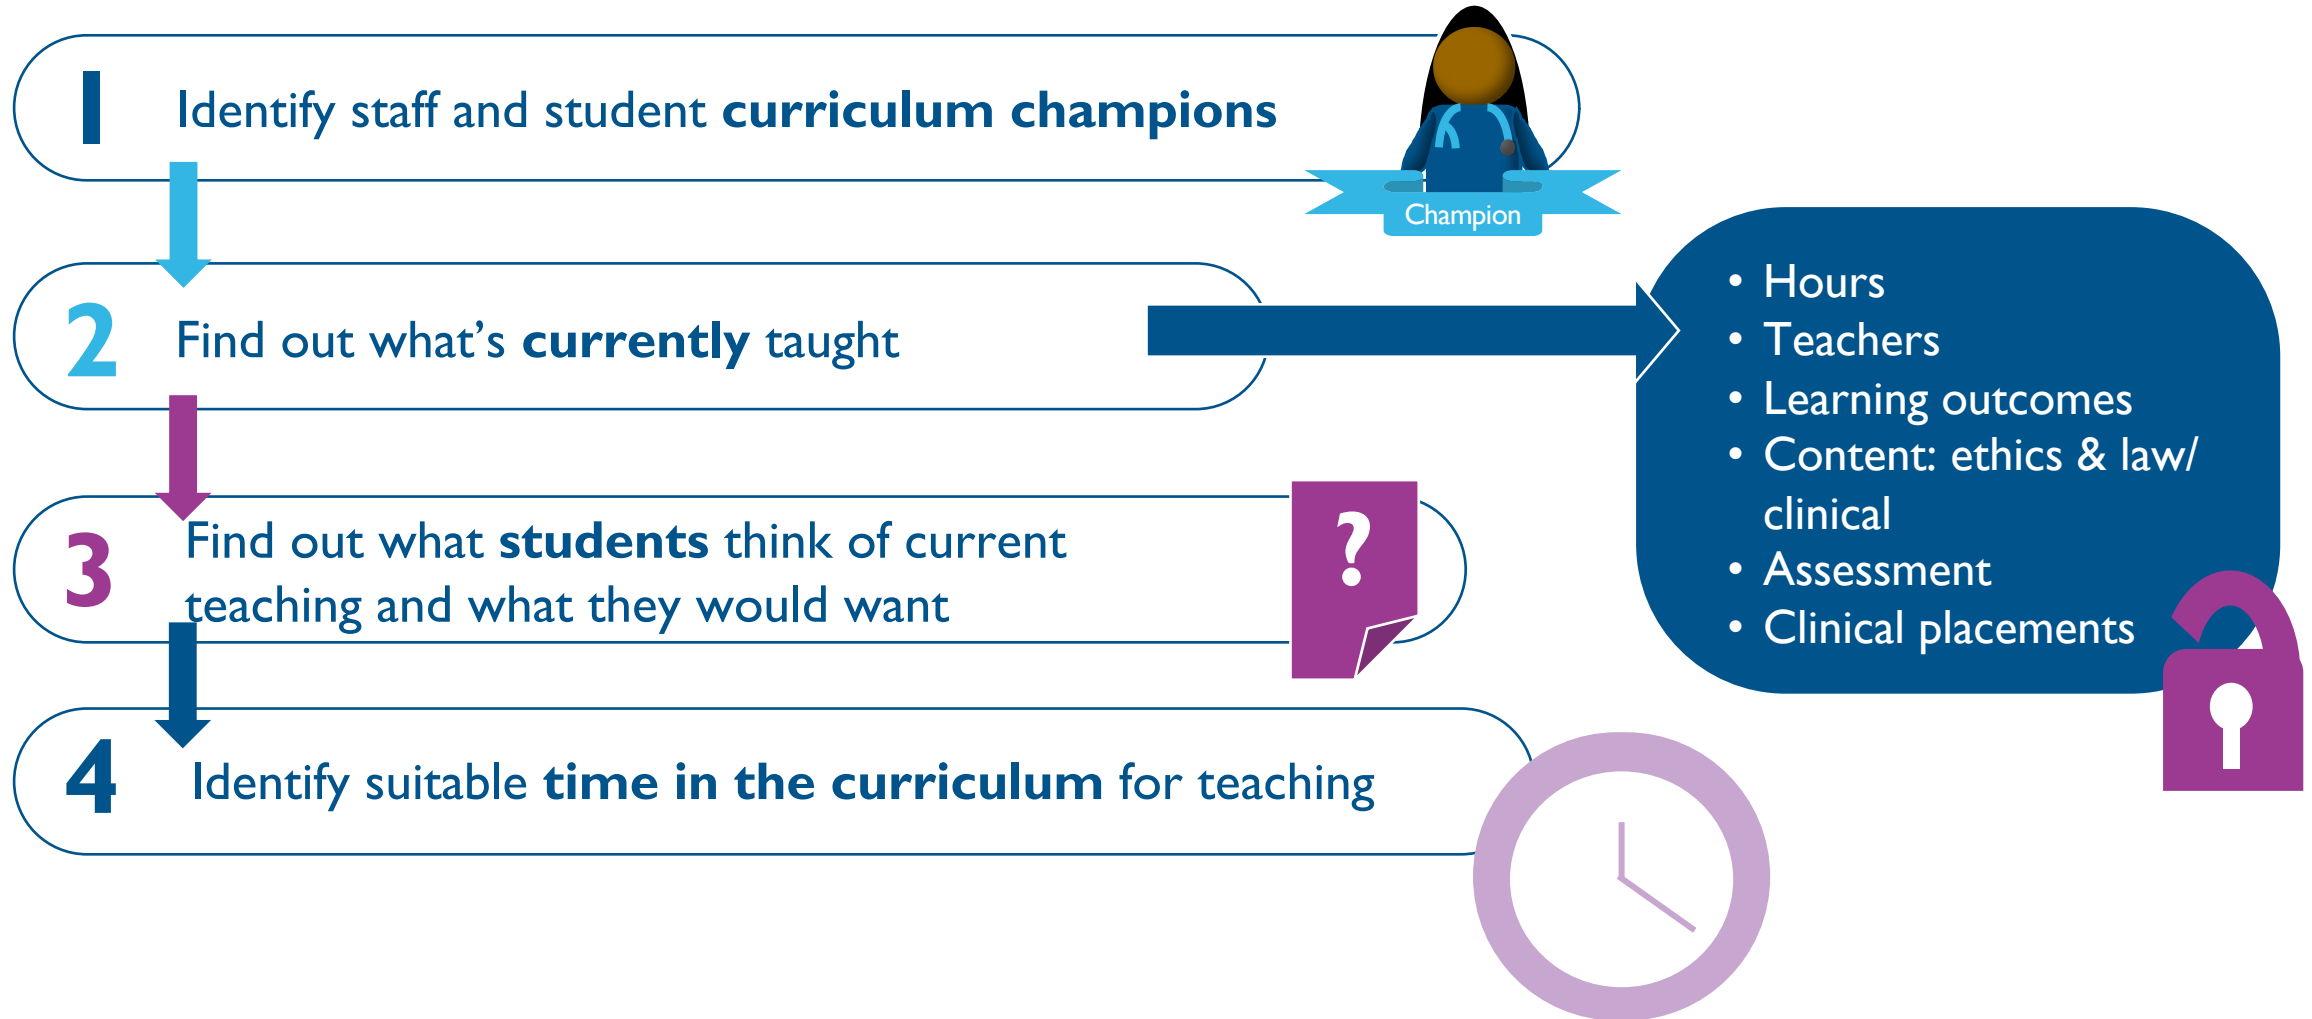 1 Identify staff and student curriculum champions
Champion
2 Find out what’s currently taught
• Hours
• Teachers
• Learning outcomes
• Content: ethics & law/
clinical
• Assessment
• Clinical placements
3 Find out what students think of current
teaching and what they would want
?
4 Identify suitable time in the curriculum for teaching